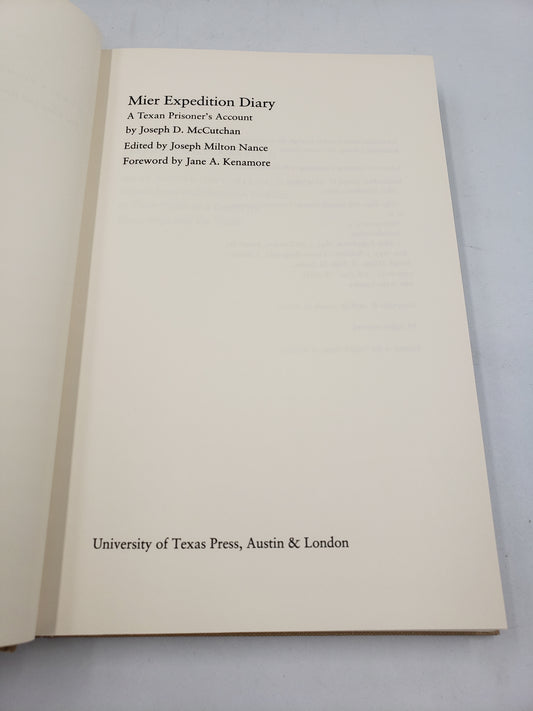 Mier Expedition Diary
A Texan Prisoner's Account
by Joseph D. McCutchan
Edited by Joseph Milton Nance
Foreword by Jane A. Kenamore
University of Texas Press, Austin & London